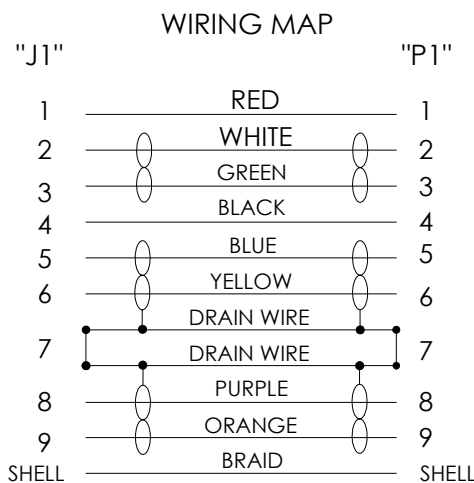 WIRING MAP
"J1" "P1"
1 RED 1
2 WHITE 2
3 GREEN 3
4 BLACK 4
5 BLUE 5
6 YELLOW 6
DRAIN WIRE
7 7
DRAIN WIRE
8 PURPLE 8
9 ORANGE 9
SHELL BRAID SHELL